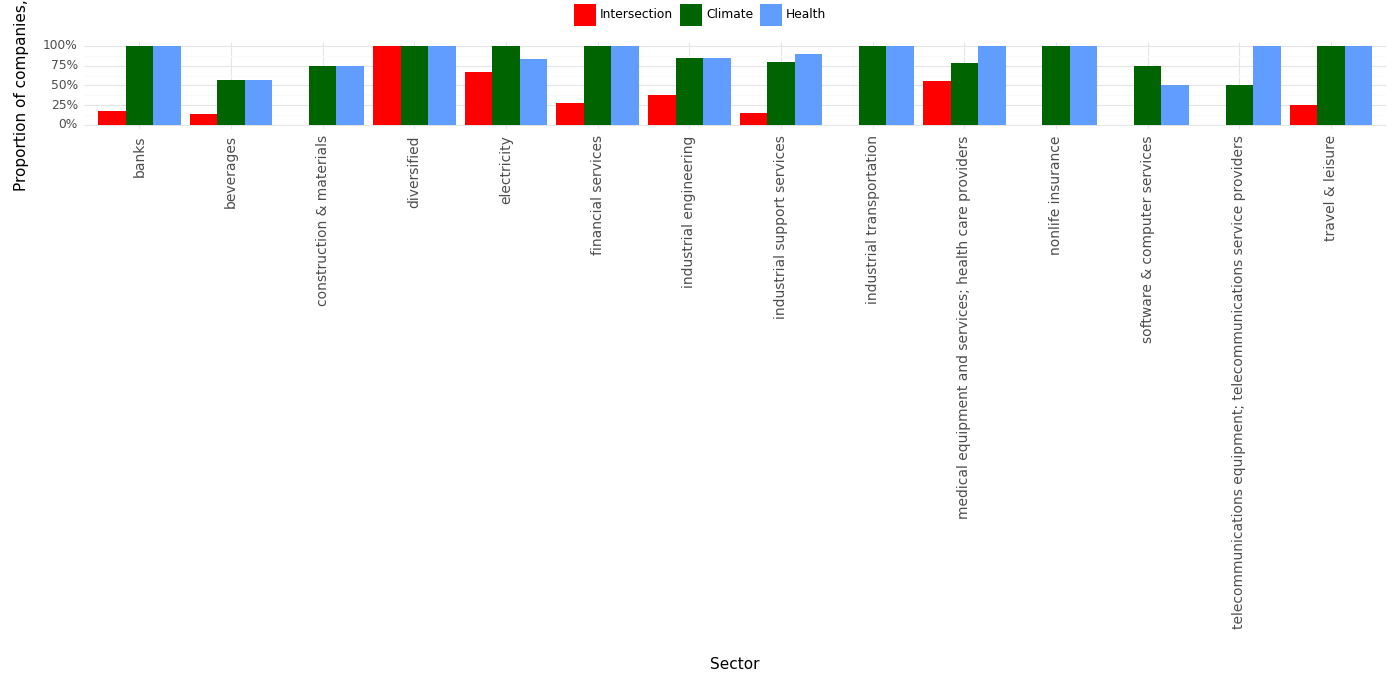 Intersection Climate Health
Proportion of companies,
100%
75%
50%
25%
0%
banks
beverages
construction & materials
diversified
electricity
financial services
industrial engineering
industrial support services
industrial transportation
medical equipment and services; health care providers
nonlife insurance
software & computer services
telecommunications equipment; telecommunications service providers
travel & leisure
Sector